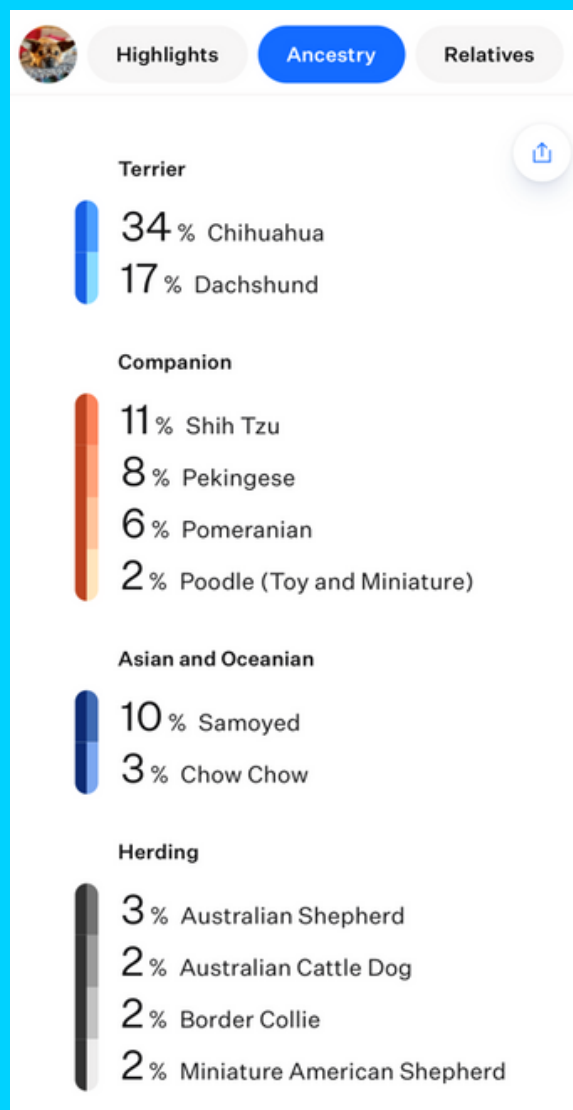 Highlights Ancestry Relatives
Terrier
34 % Chihuahua
17 % Dachshund
Companion
11 % Shih Tzu
8 % Pekingese
6 % Pomeranian
2 % Poodle (Toy and Miniature)
Asian and Oceanian
10 % Samoyed
3 % Chow Chow
Herding
3 % Australian Shepherd
2 % Australian Cattle Dog
2 % Border Collie
2 % Miniature American Shepherd